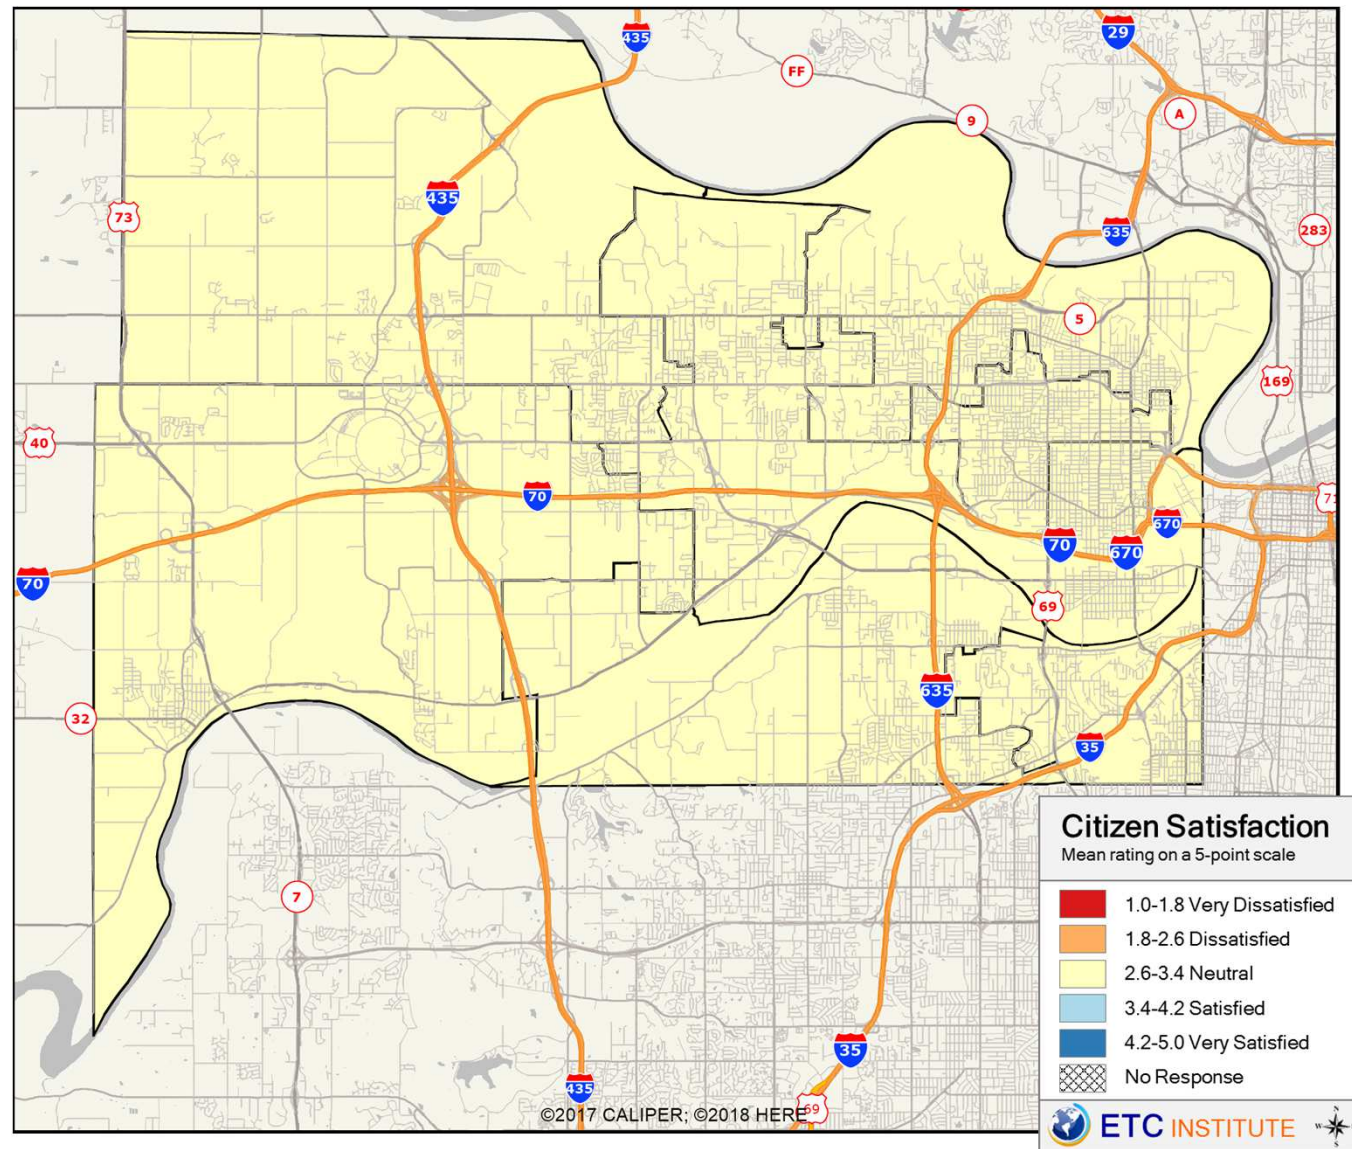 435
29
FF
9
A
435
73
635
283
5
169
40
70
71
670
70
670
70
69
635
32
35
7
35
435
69
©2017 CALIPER; ©2018 HERE
Citizen Satisfaction
Mean rating on a 5-point scale
1.0-1.8 Very Dissatisfied
1.8-2.6 Dissatisfied
2.6-3.4 Neutral
3.4-4.2 Satisfied
4.2-5.0 Very Satisfied
No Response
ETC INSTITUTE
N
W E
S